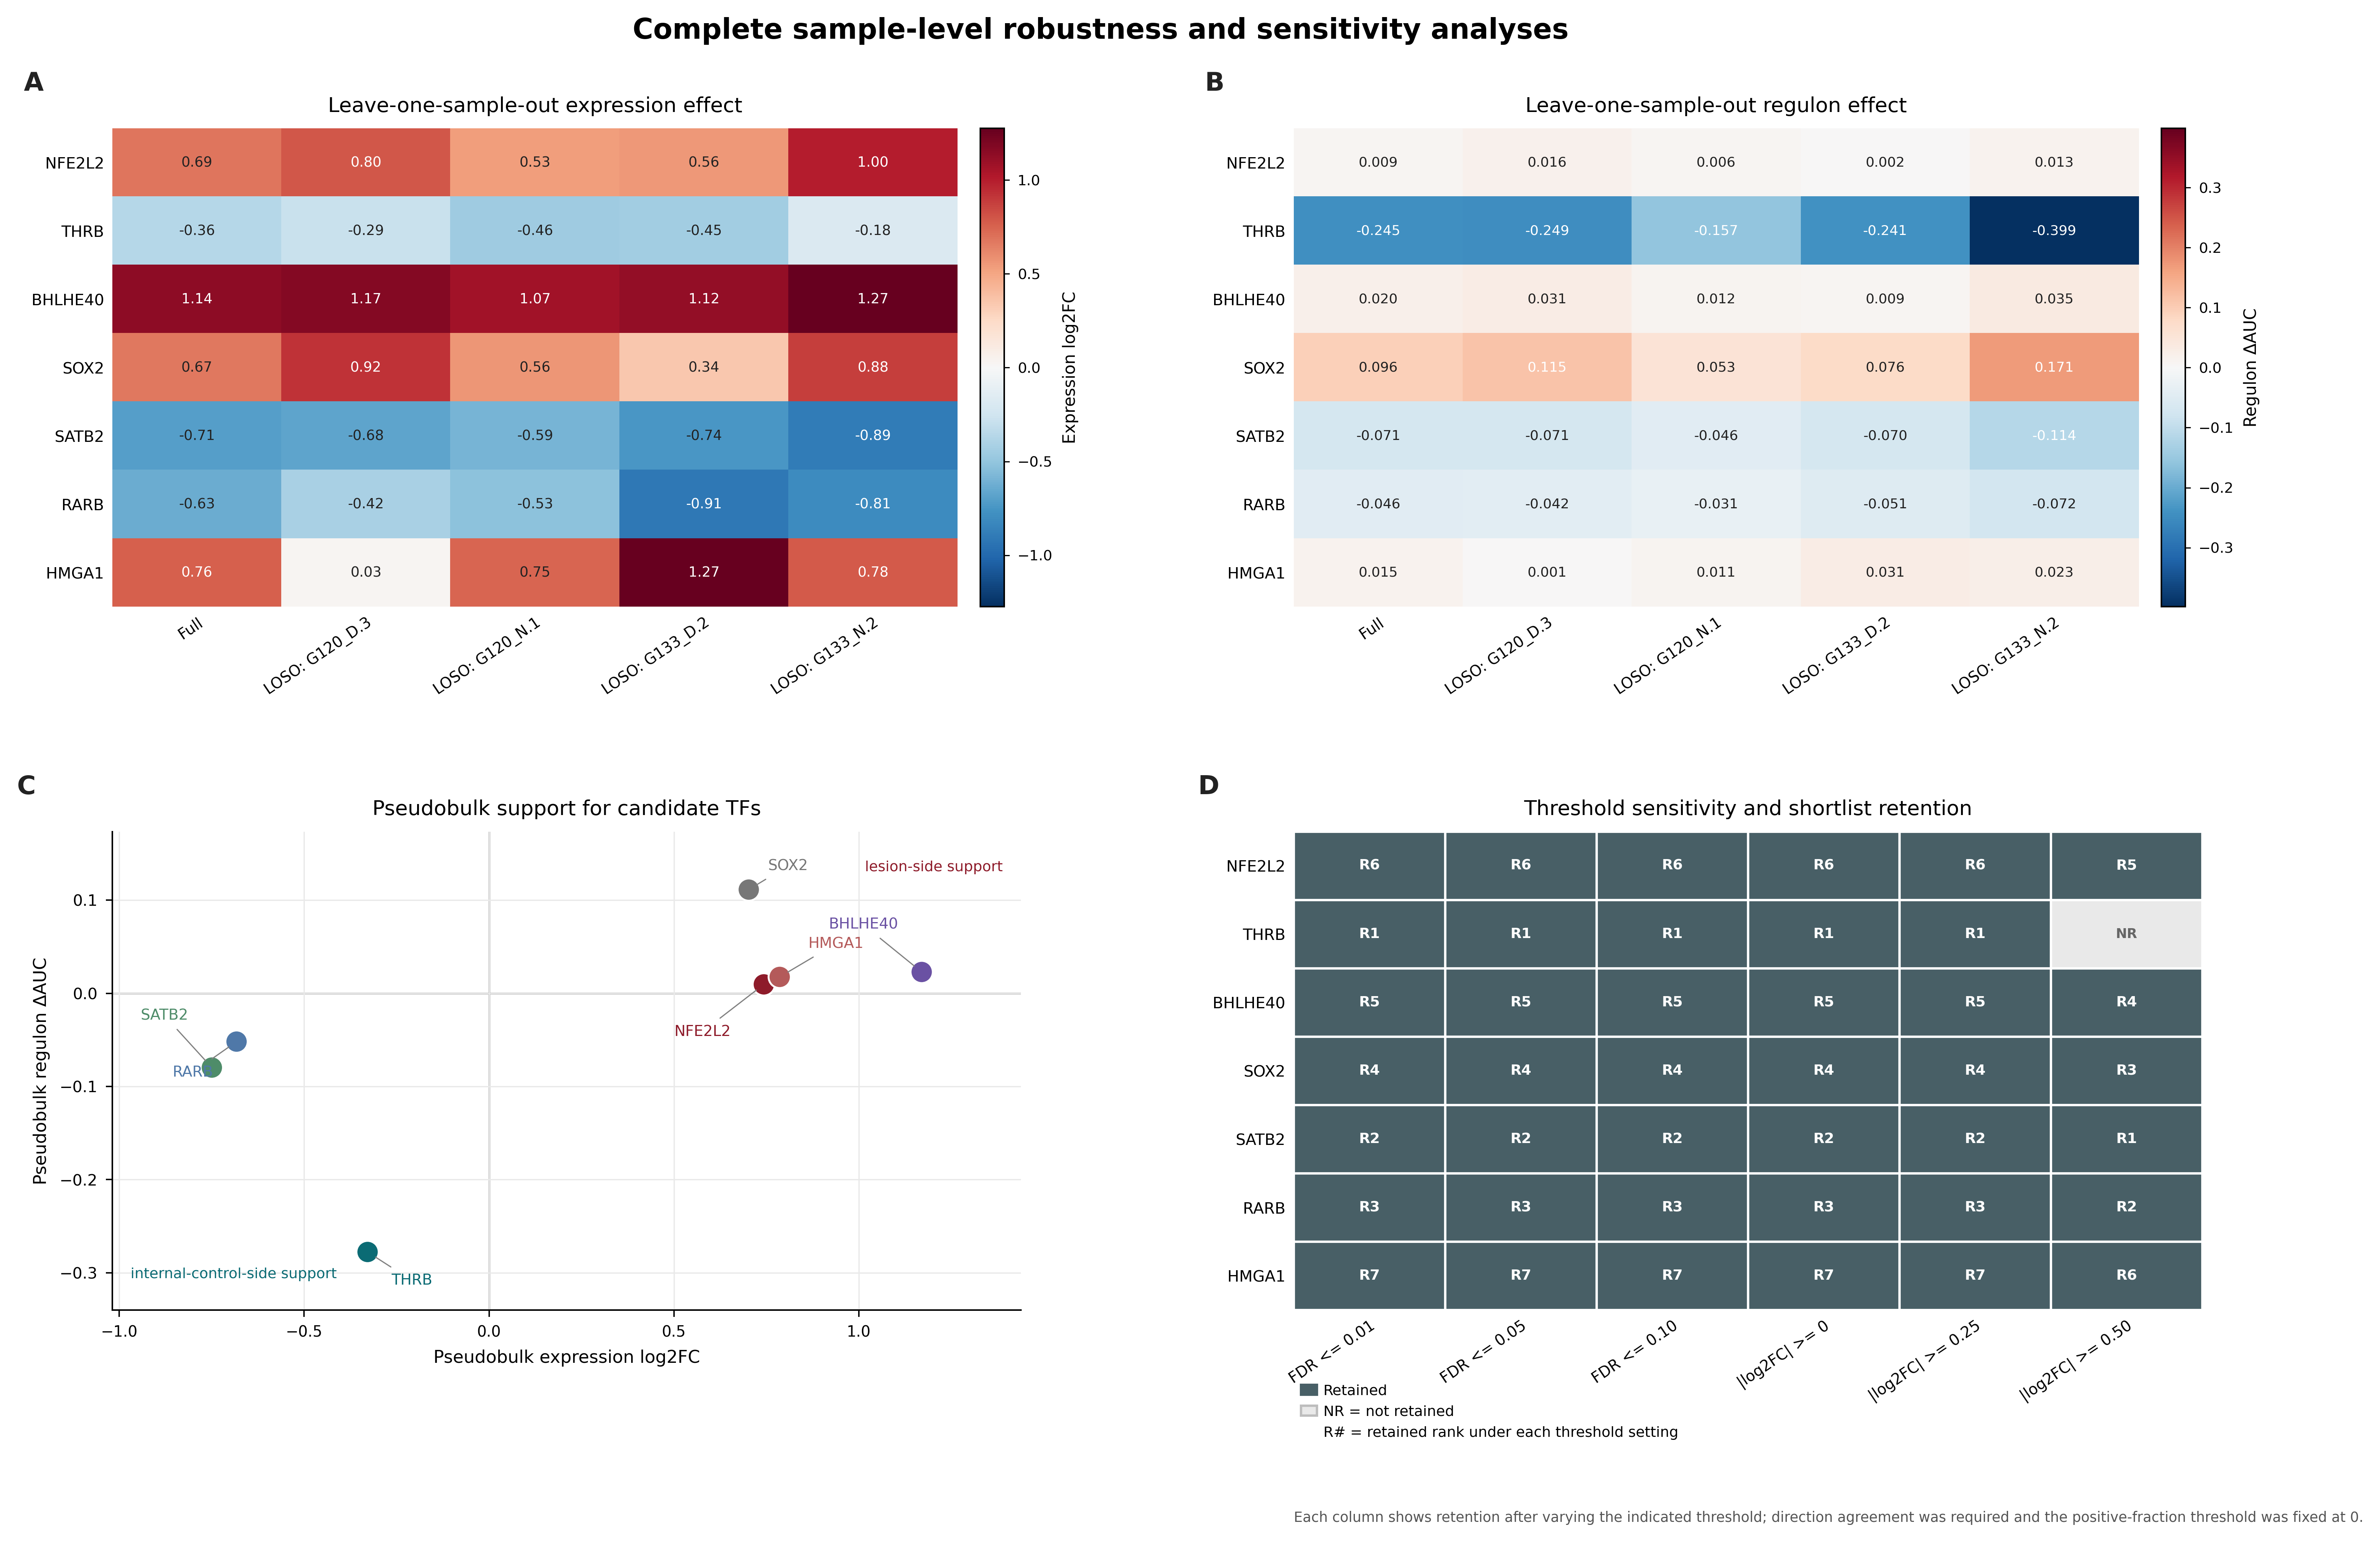 Complete sample-level robustness and sensitivity analyses
A
Leave-one-sample-out expression effect
NFE2L2 0.69 0.80 0.53 0.56 1.00
THRB -0.36 -0.29 -0.46 -0.45 -0.18
BHLHE40 1.14 1.17 1.07 1.12 1.27
SOX2 0.67 0.92 0.56 0.34 0.88
SATB2 -0.71 -0.68 -0.59 -0.74 -0.89
RARB -0.63 -0.42 -0.53 -0.91 -0.81
HMGA1 0.76 0.03 0.75 1.27 0.78
Full LOSO: G120_D.3 LOSO: G120_N.1 LOSO: G133_D.2 LOSO: G133_N.2
1.0
0.5
0.0
−0.5
−1.0
Expression log2FC
B
Leave-one-sample-out regulon effect
NFE2L2 0.009 0.016 0.006 0.002 0.013
THRB -0.245 -0.249 -0.157 -0.241 -0.399
BHLHE40 0.020 0.031 0.012 0.009 0.035
SOX2 0.096 0.115 0.053 0.076 0.171
SATB2 -0.071 -0.071 -0.046 -0.070 -0.114
RARB -0.046 -0.042 -0.031 -0.051 -0.072
HMGA1 0.015 0.001 0.011 0.031 0.023
Full LOSO: G120_D.3 LOSO: G120_N.1 LOSO: G133_D.2 LOSO: G133_N.2
0.3
0.2
0.1
0.0
−0.1
−0.2
−0.3
Regulon ΔAUC
C
Pseudobulk support for candidate TFs
Pseudobulk regulon ΔAUC
0.1
0.0
−0.1
−0.2
−0.3
SOX2
lesion-side support
BHLHE40
HMGA1
NFE2L2
SATB2
internal-control-side support
THRB
−1.0 −0.5 0.0 0.5 1.0
Pseudobulk expression log2FC
D
Threshold sensitivity and shortlist retention
NFE2L2 R6 R6 R6 R6 R6 R5
THRB R1 R1 R1 R1 R1 NR
BHLHE40 R5 R5 R5 R5 R5 R4
SOX2 R4 R4 R4 R4 R4 R3
SATB2 R2 R2 R2 R2 R2 R1
RARB R3 R3 R3 R3 R3 R2
HMGA1 R7 R7 R7 R7 R7 R6
FDR <= 0.01 FDR <= 0.05 FDR <= 0.10 |log2FC| >= 0 |log2FC| >= 0.25 |log2FC| >= 0.50
Retained
NR = not retained
R# = retained rank under each threshold setting
Each column shows retention after varying the indicated threshold; direction agreement was required and the positive-fraction threshold was fixed at 0.